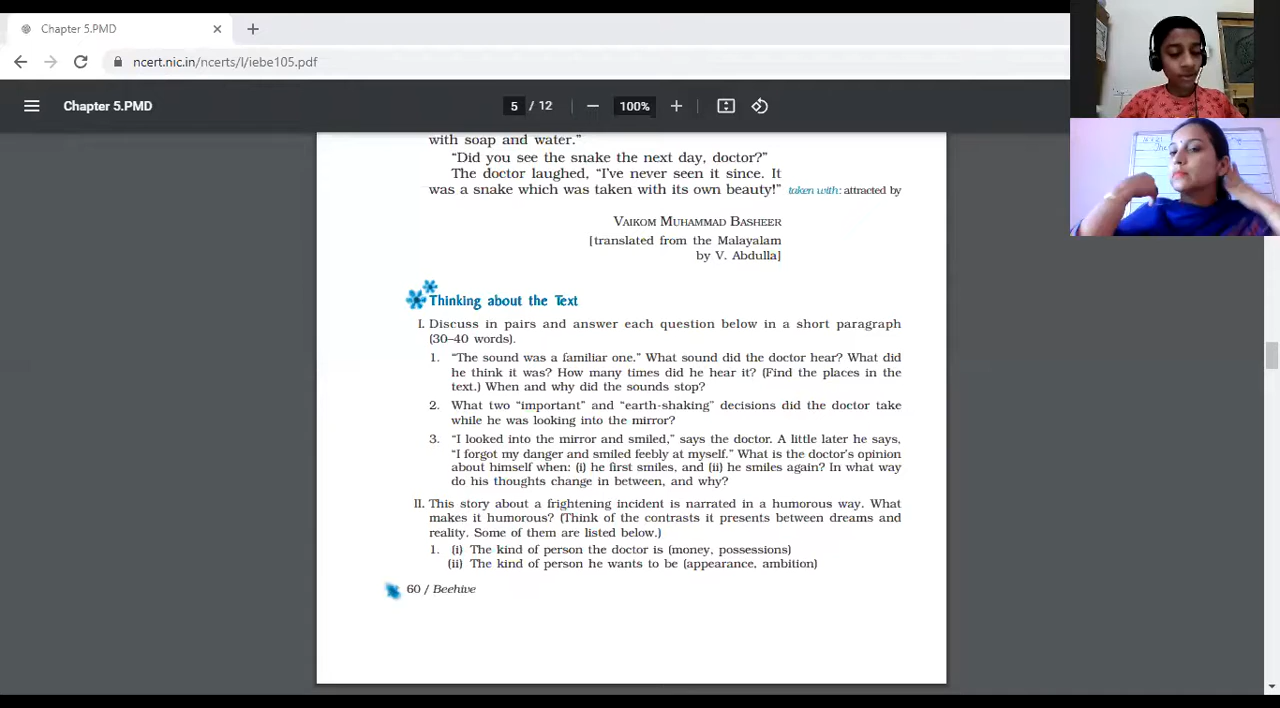 Chapter 5.PMD
ncert.nic.in/ncerts/l/iebe105.pdf
Chapter 5.PMD
5 / 12
100%
with soap and water.”
“Did you see the snake the next day, doctor?”
The doctor laughed, “I’ve never seen it since. It
was a snake which was taken with its own beauty!” taken with: attracted by
VAIKOM MUHAMMAD BASHEER
[translated from the Malayalam
by V. Abdulla]
Thinking about the Text
I. Discuss in pairs and answer each question below in a short paragraph
(30–40 words).
1. “The sound was a familiar one.” What sound did the doctor hear? What did
he think it was? How many times did he hear it? (Find the places in the
text.) When and why did the sounds stop?
2. What two “important” and “earth-shaking” decisions did the doctor take
while he was looking into the mirror?
3. “I looked into the mirror and smiled,” says the doctor. A little later he says,
“I forgot my danger and smiled feebly at myself.” What is the doctor’s opinion
about himself when: (i) he first smiles, and (ii) he smiles again? In what way
do his thoughts change in between, and why?
II. This story about a frightening incident is narrated in a humorous way. What
makes it humorous? (Think of the contrasts it presents between dreams and
reality. Some of them are listed below.)
1. (i) The kind of person the doctor is (money, possessions)
(ii) The kind of person he wants to be (appearance, ambition)
60 / Beehive